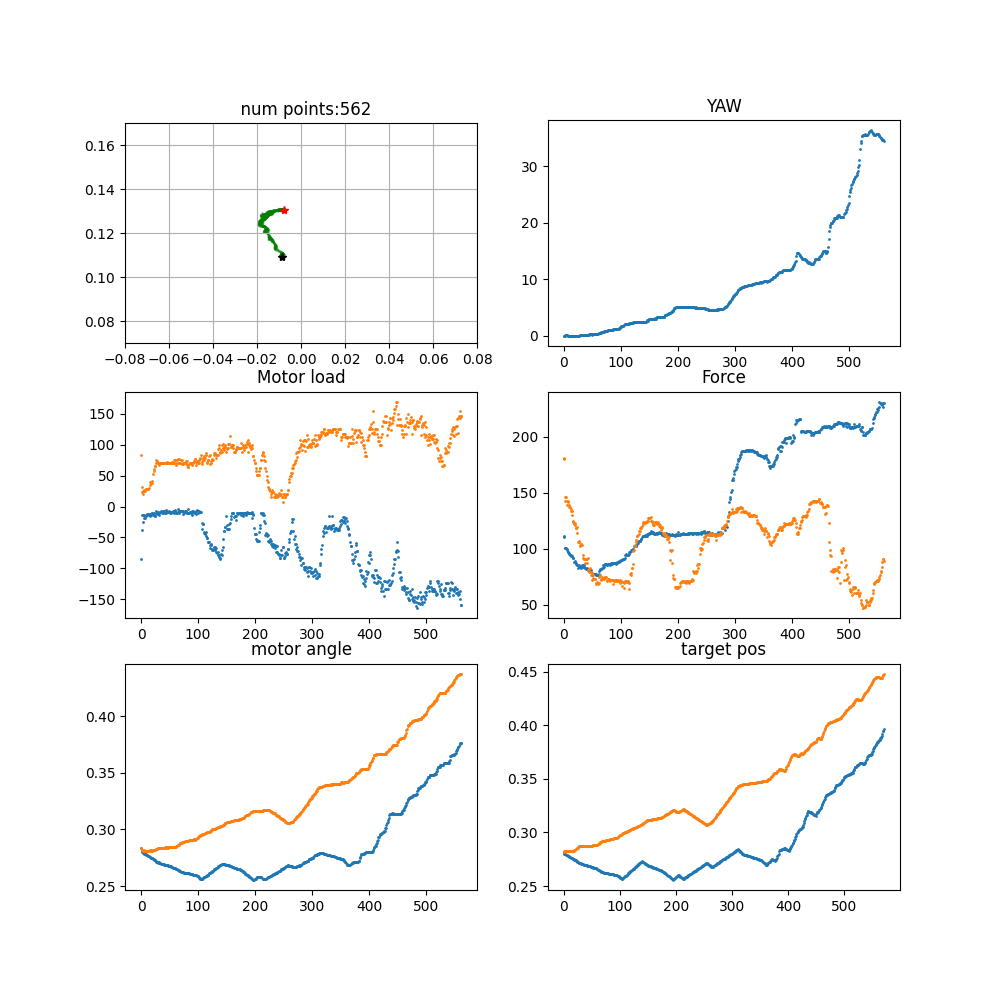 num points:562
YAW
0.16
0.14
0.12
0.10
0.08
−0.08 −0.06 −0.04 −0.02 0.00 0.02 0.04 0.06 0.08
30
20
10
0
0 100 200 300 400 500
Motor load
Force
150
100
50
0
−50
−100
−150
0 100 200 300 400 500
200
150
100
50
0 100 200 300 400 500
motor angle
target pos
0.40
0.35
0.30
0.25
0 100 200 300 400 500
0.45
0.40
0.35
0.30
0.25
0 100 200 300 400 500